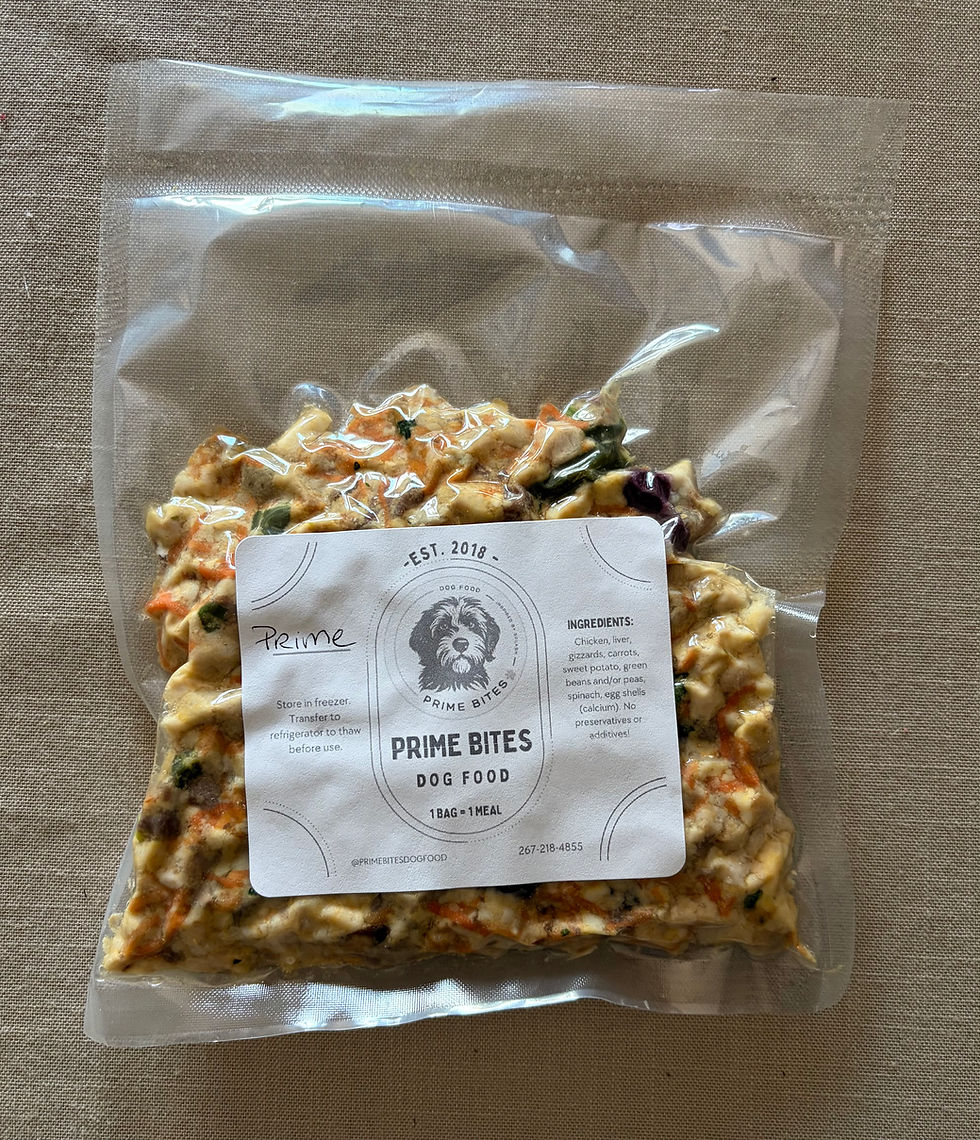 -EST. 2018-
DOG FOOD
PRIME BITES
PRIME BITES
DOG FOOD
1 BAG = 1 MEAL
Prime
Store in freezer.
Transfer to
refrigerator to thaw
before use.
INGREDIENTS:
Chicken, liver,
gizzards, carrots,
sweet potato, green
beans and/or peas,
spinach, egg shells
(calcium). No
preservatives or
additives!
@PRIMEBITESDOGFOOD
267-218-4855